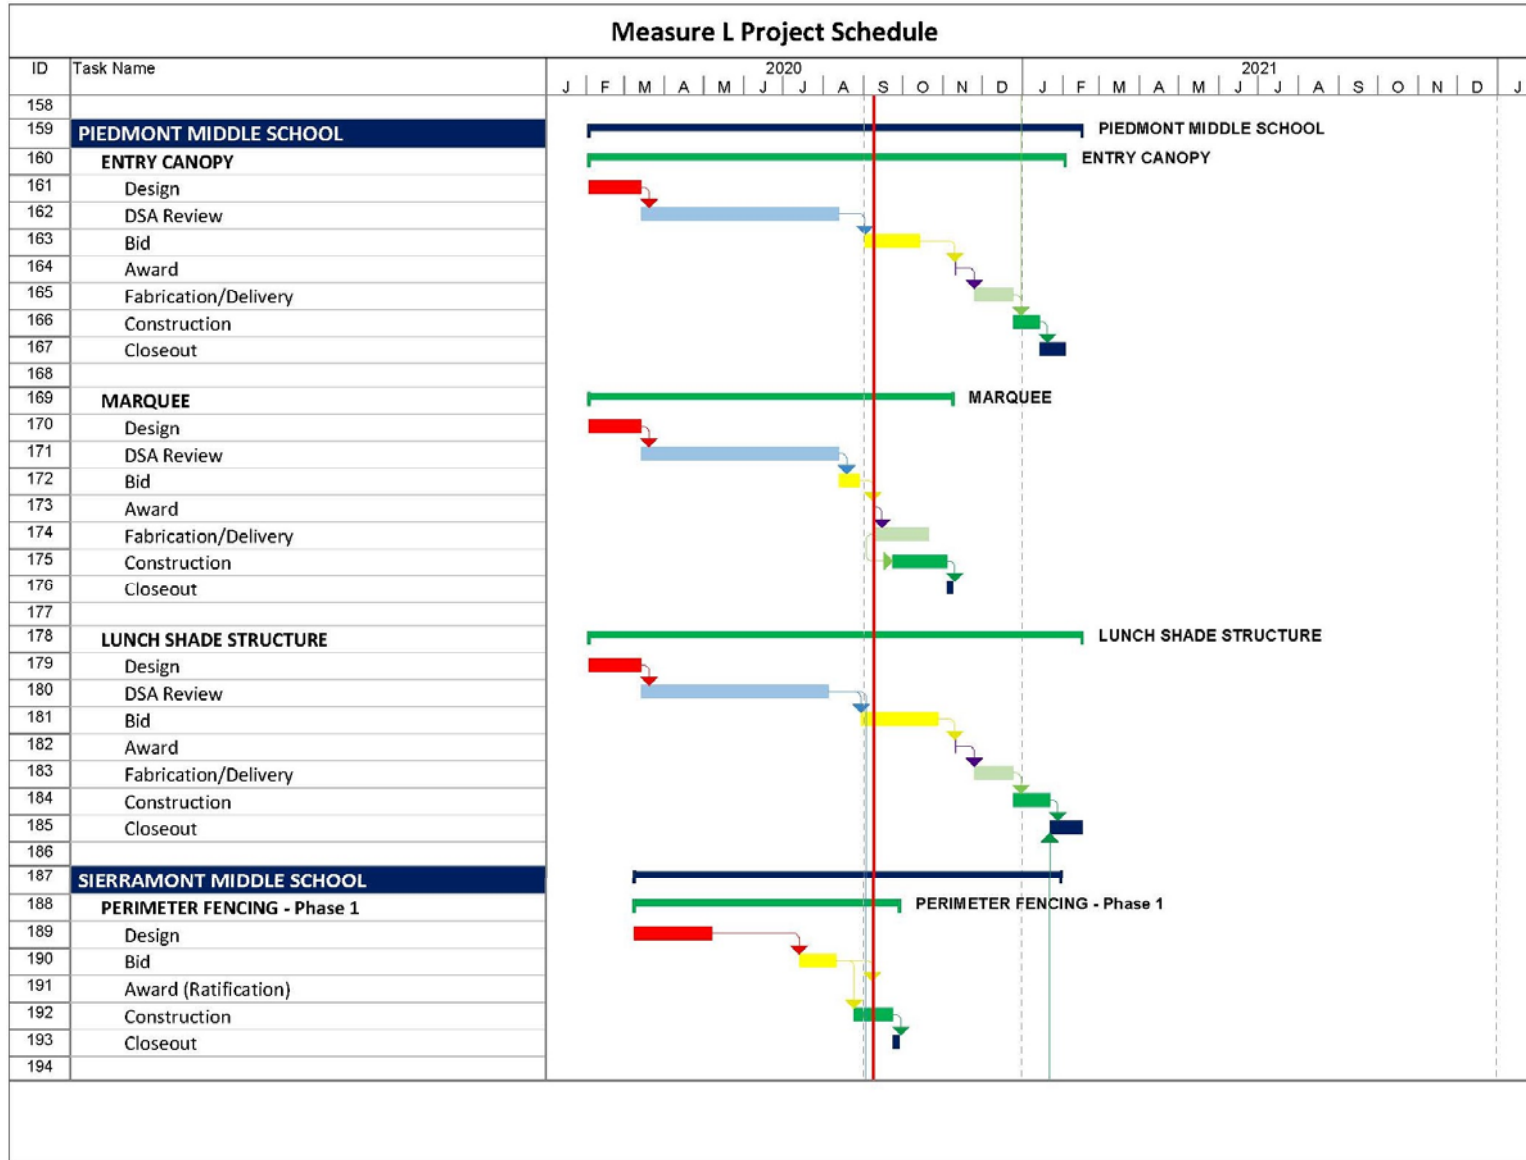 Measure L Project Schedule
ID Task Name 2020 2021
J F M A M J J A S O N D J F M A M J J A S O N D J
158
159 PIEDMONT MIDDLE SCHOOL PIEDMONT MIDDLE SCHOOL
160 ENTRY CANOPY ENTRY CANOPY
161 Design
162 DSA Review
163 Bid
164 Award
165 Fabrication/Delivery
166 Construction
167 Closeout
168
169 MARQUEE MARQUEE
170 Design
171 DSA Review
172 Bid
173 Award
174 Fabrication/Delivery
175 Construction
176 Closeout
177
178 LUNCH SHADE STRUCTURE LUNCH SHADE STRUCTURE
179 Design
180 DSA Review
181 Bid
182 Award
183 Fabrication/Delivery
184 Construction
185 Closeout
186
187 SIERRAMONT MIDDLE SCHOOL
188 PERIMETER FENCING - Phase 1 PERIMETER FENCING - Phase 1
189 Design
190 Bid
191 Award (Ratification)
192 Construction
193 Closeout
194